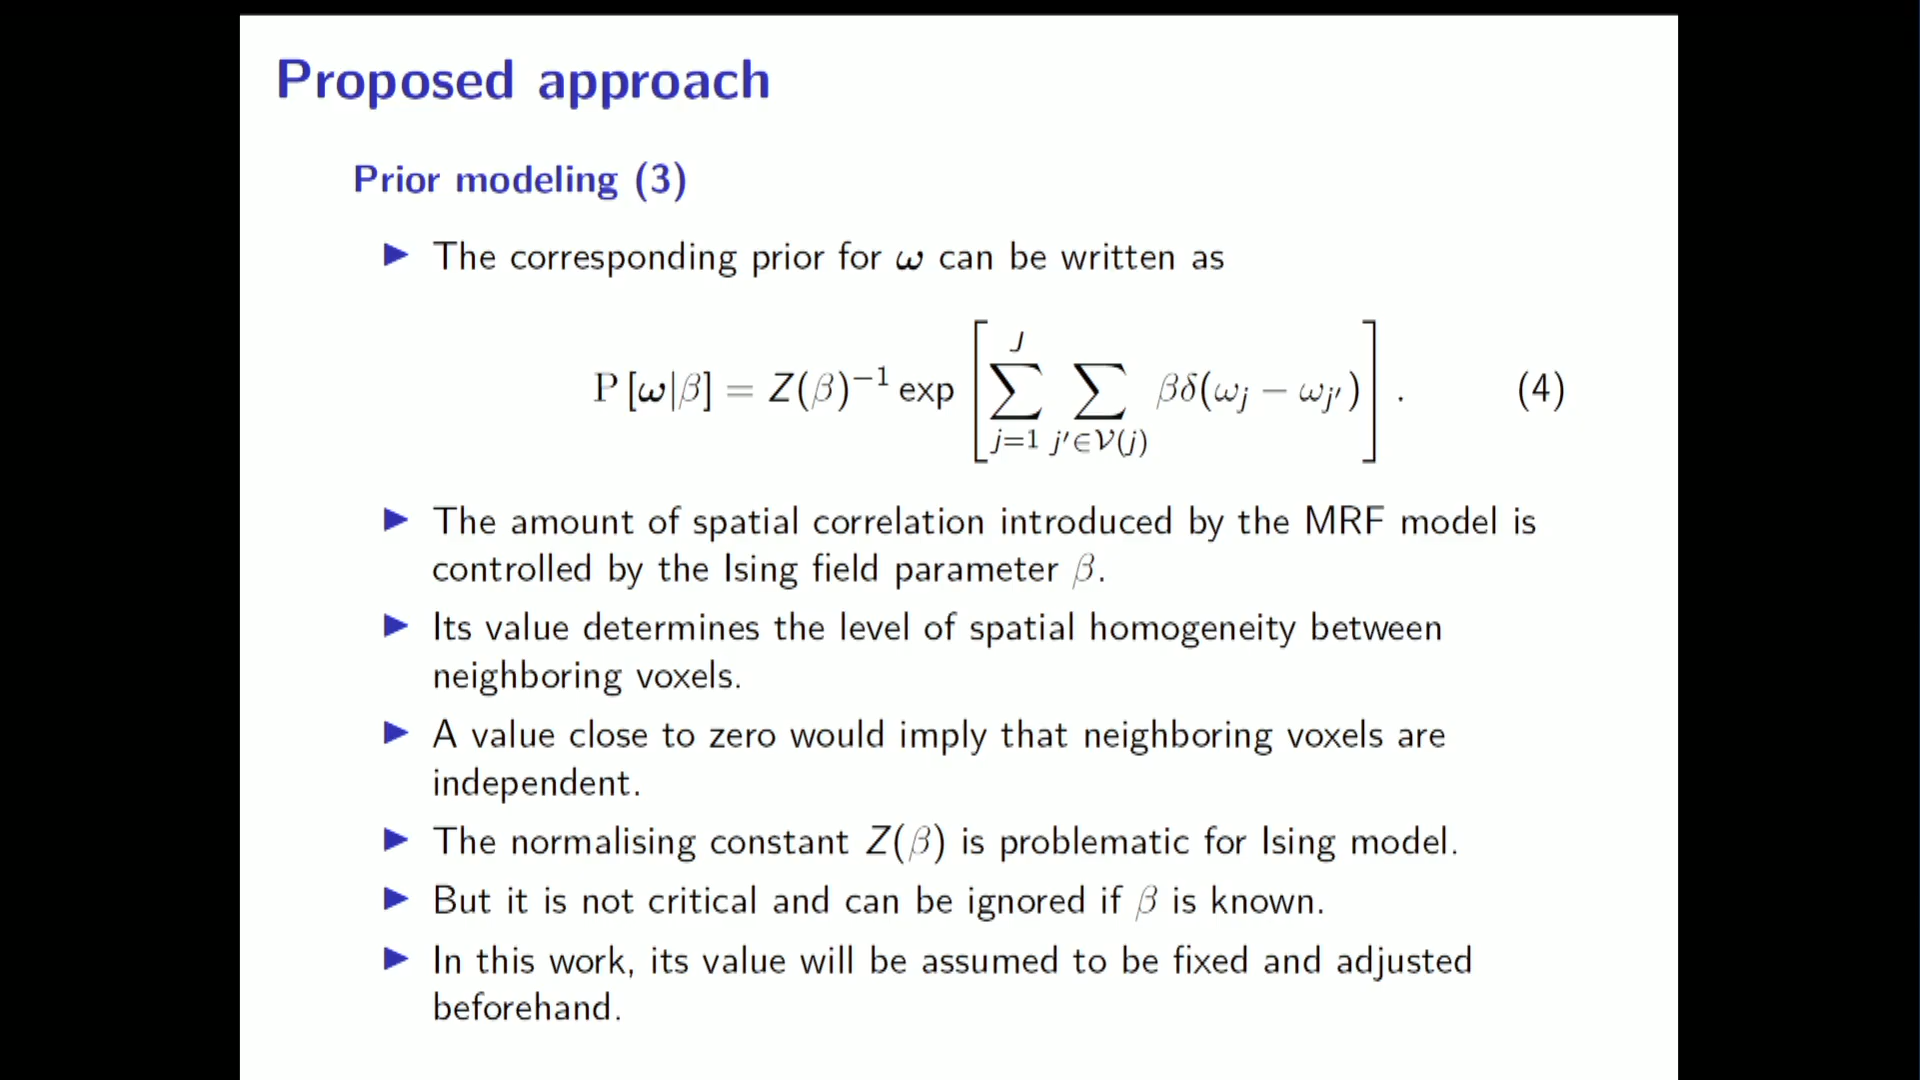 Proposed approach
Prior modeling (3)
▶ The corresponding prior for ω can be written as
P [ω|β] = Z(β)⁻¹ exp [ ∑_{j=1}^{J} ∑_{j′∈𝒱(j)} βδ(ω_j − ω_{j′}) ] . (4)
▶ The amount of spatial correlation introduced by the MRF model is
controlled by the Ising field parameter β.
▶ Its value determines the level of spatial homogeneity between
neighboring voxels.
▶ A value close to zero would imply that neighboring voxels are
independent.
▶ The normalising constant Z(β) is problematic for Ising model.
▶ But it is not critical and can be ignored if β is known.
▶ In this work, its value will be assumed to be fixed and adjusted
beforehand.